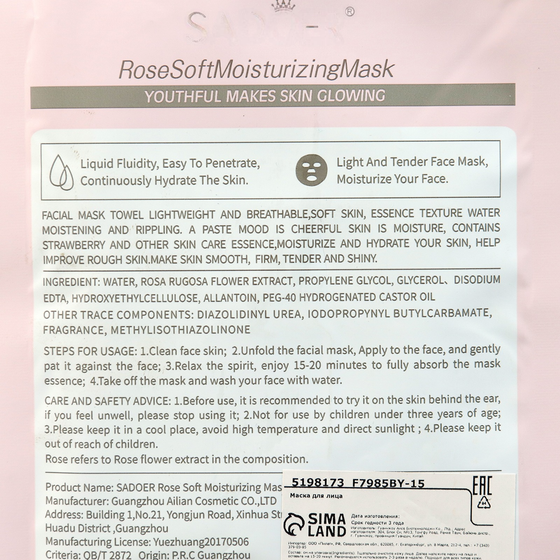 SADOER®
RoseSoftMoisturizingMask
YOUTHFUL MAKES SKIN GLOWING
Liquid Fluidity, Easy To Penetrate,
Continuously Hydrate The Skin.
Light And Tender Face Mask,
Moisturize Your Face.
FACIAL MASK TOWEL LIGHTWEIGHT AND BREATHABLE,SOFT SKIN, ESSENCE TEXTURE WATER
MOISTENING AND RIPPLING. A PASTE MOOD IS CHEERFUL SKIN IS MOISTURE, CONTAINS
STRAWBERRY AND OTHER SKIN CARE ESSENCE,MOISTURIZE AND HYDRATE YOUR SKIN, HELP
IMPROVE ROUGH SKIN.MAKE SKIN SMOOTH, FIRM, TENDER AND SHINY.
INGREDIENT: WATER, ROSA RUGOSA FLOWER EXTRACT, PROPYLENE GLYCOL, GLYCEROL、DISODIUM
EDTA, HYDROXYETHYLCELLULOSE, ALLANTOIN, PEG-40 HYDROGENATED CASTOR OIL
OTHER TRACE COMPONENTS: DIAZOLIDINYL UREA, IODOPROPYNYL BUTYLCARBAMATE,
FRAGRANCE, METHYLISOTHIAZOLINONE
STEPS FOR USAGE: 1.Clean face skin; 2.Unfold the facial mask, Apply to the face, and gently
pat it against the face; 3.Relax the spirit, enjoy 15-20 minutes to fully absorb the mask
essence; 4.Take off the mask and wash your face with water.
CARE AND SAFETY ADVICE: 1.Before use, it is recommended to try it on the skin behind the ear,
if you feel unwell, please stop using it; 2.Not for use by children under three years of age;
3.Please keep it in a cool place, avoid high temperature and direct sunlight ; 4.Please keep it
out of reach of children.
Rose refers to Rose flower extract in the composition.
Product Name: SADOER Rose Soft Moisturizing Mas
Manufacturer: Guangzhou Ailian Cosmetic CO.,LTD
Address: Building 1,No.21, Yongjun Road, Xinhua St
Huadu District ,Guangzhou
Manufacturing License: Yuezhuang20170506
Criteria: QB/T 2872 Origin: P.R.C Guangzhou
5198173 F7985BY-15
Маска для лица
EAC
SIMA
LAND
Дата изготовления:
Срок годности 3 года